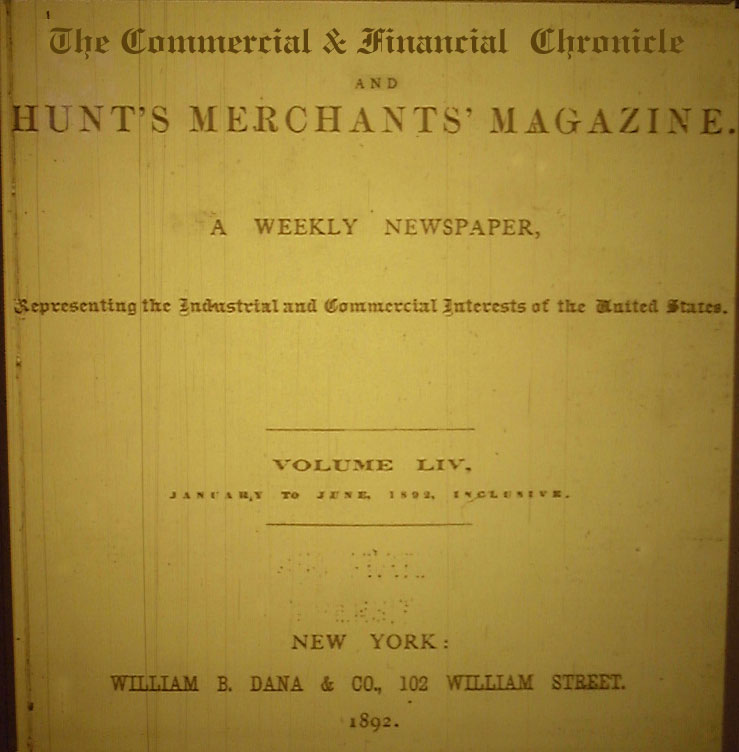 The Commercial & Financial Chronicle
AND
HUNT'S MERCHANTS' MAGAZINE.
A WEEKLY NEWSPAPER,
Representing the Industrial and Commercial Interests of the United States.
VOLUME LIV.
JANUARY TO JUNE, 1892, INCLUSIVE.
NEW YORK:
WILLIAM B. DANA & CO., 102 WILLIAM STREET.
1892.